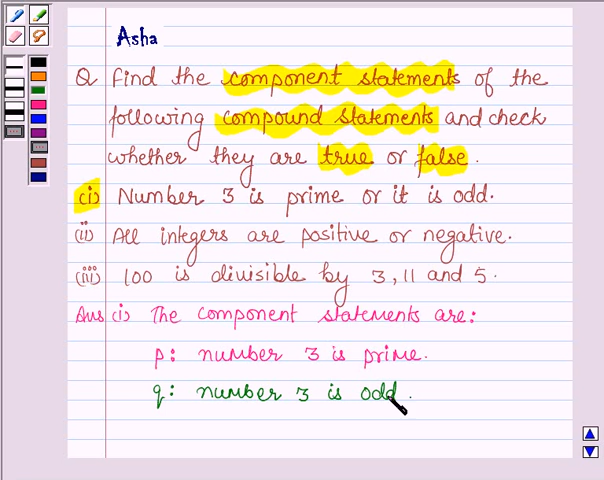 Asha
Q Find the component statements of the
following compound statements and check
whether they are true or false.
(i) Number 3 is prime or it is odd.
(ii) All integers are positive or negative.
(iii) 100 is divisible by 3, 11 and 5.
Ans (i) The component statements are:
p: number 3 is prime.
q: number 3 is odd.